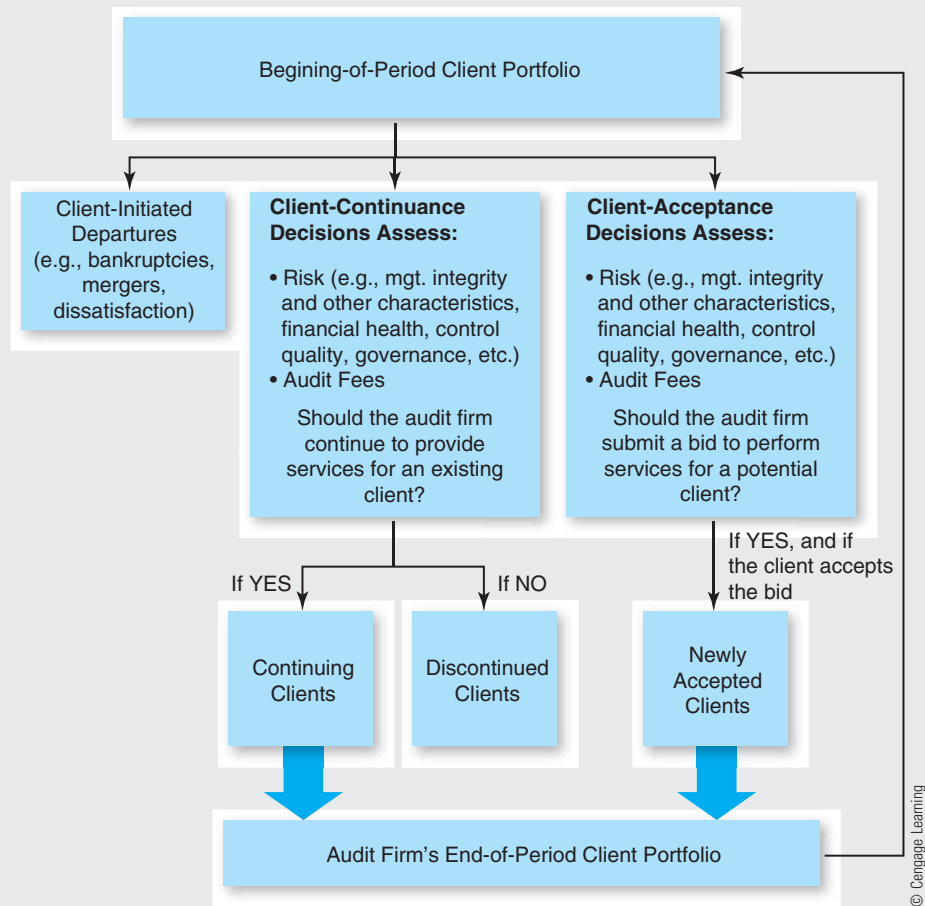 Begining-of-Period Client Portfolio
Client-Initiated
Departures
(e.g., bankruptcies,
mergers,
dissatisfaction)
Client-Continuance
Decisions Assess:
• Risk (e.g., mgt. integrity
and other characteristics,
financial health, control
quality, governance, etc.)
• Audit Fees
Should the audit firm
continue to provide
services for an existing
client?
Client-Acceptance
Decisions Assess:
• Risk (e.g., mgt. integrity
and other characteristics,
financial health, control
quality, governance, etc.)
• Audit Fees
Should the audit firm
submit a bid to perform
services for a potential
client?
If YES
If NO
If YES, and if
the client accepts
the bid
Continuing
Clients
Discontinued
Clients
Newly
Accepted
Clients
Audit Firm's End-of-Period Client Portfolio
© Cengage Learning